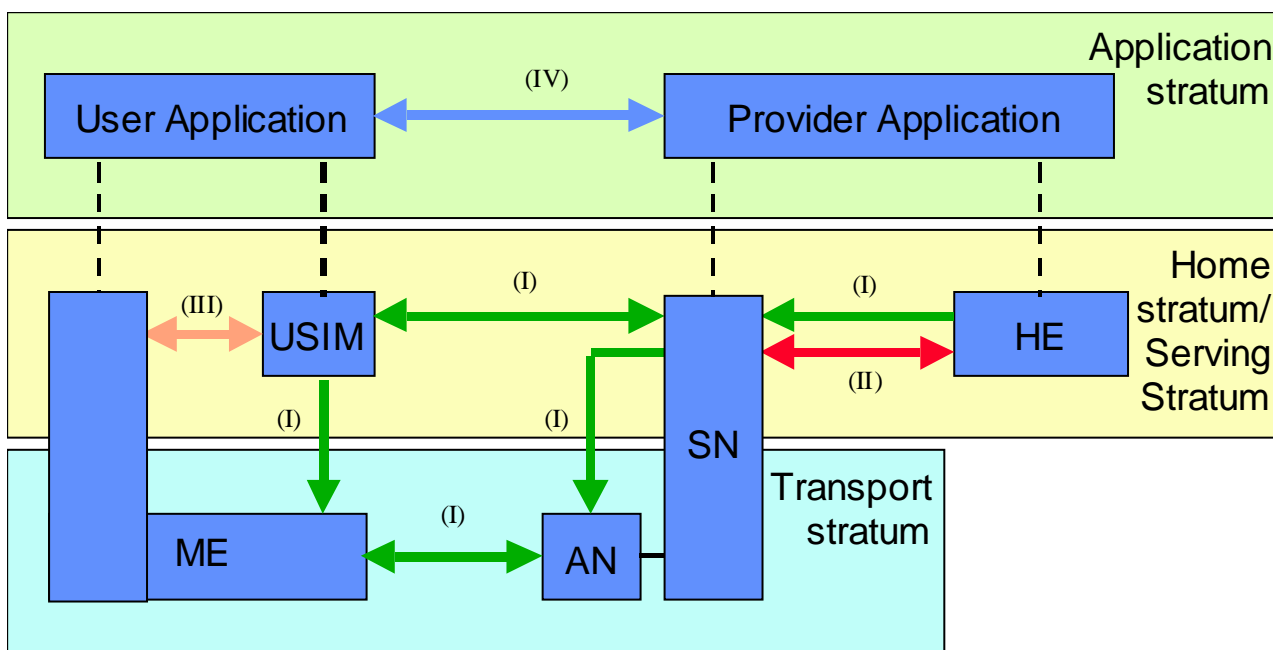 Application
stratum
(IV)
User Application
Provider Application
Home
stratum/
Serving
Stratum
(I)
(I)
(III)
USIM
HE
(II)
(I)
(I)
SN
Transport
stratum
(I)
ME
AN